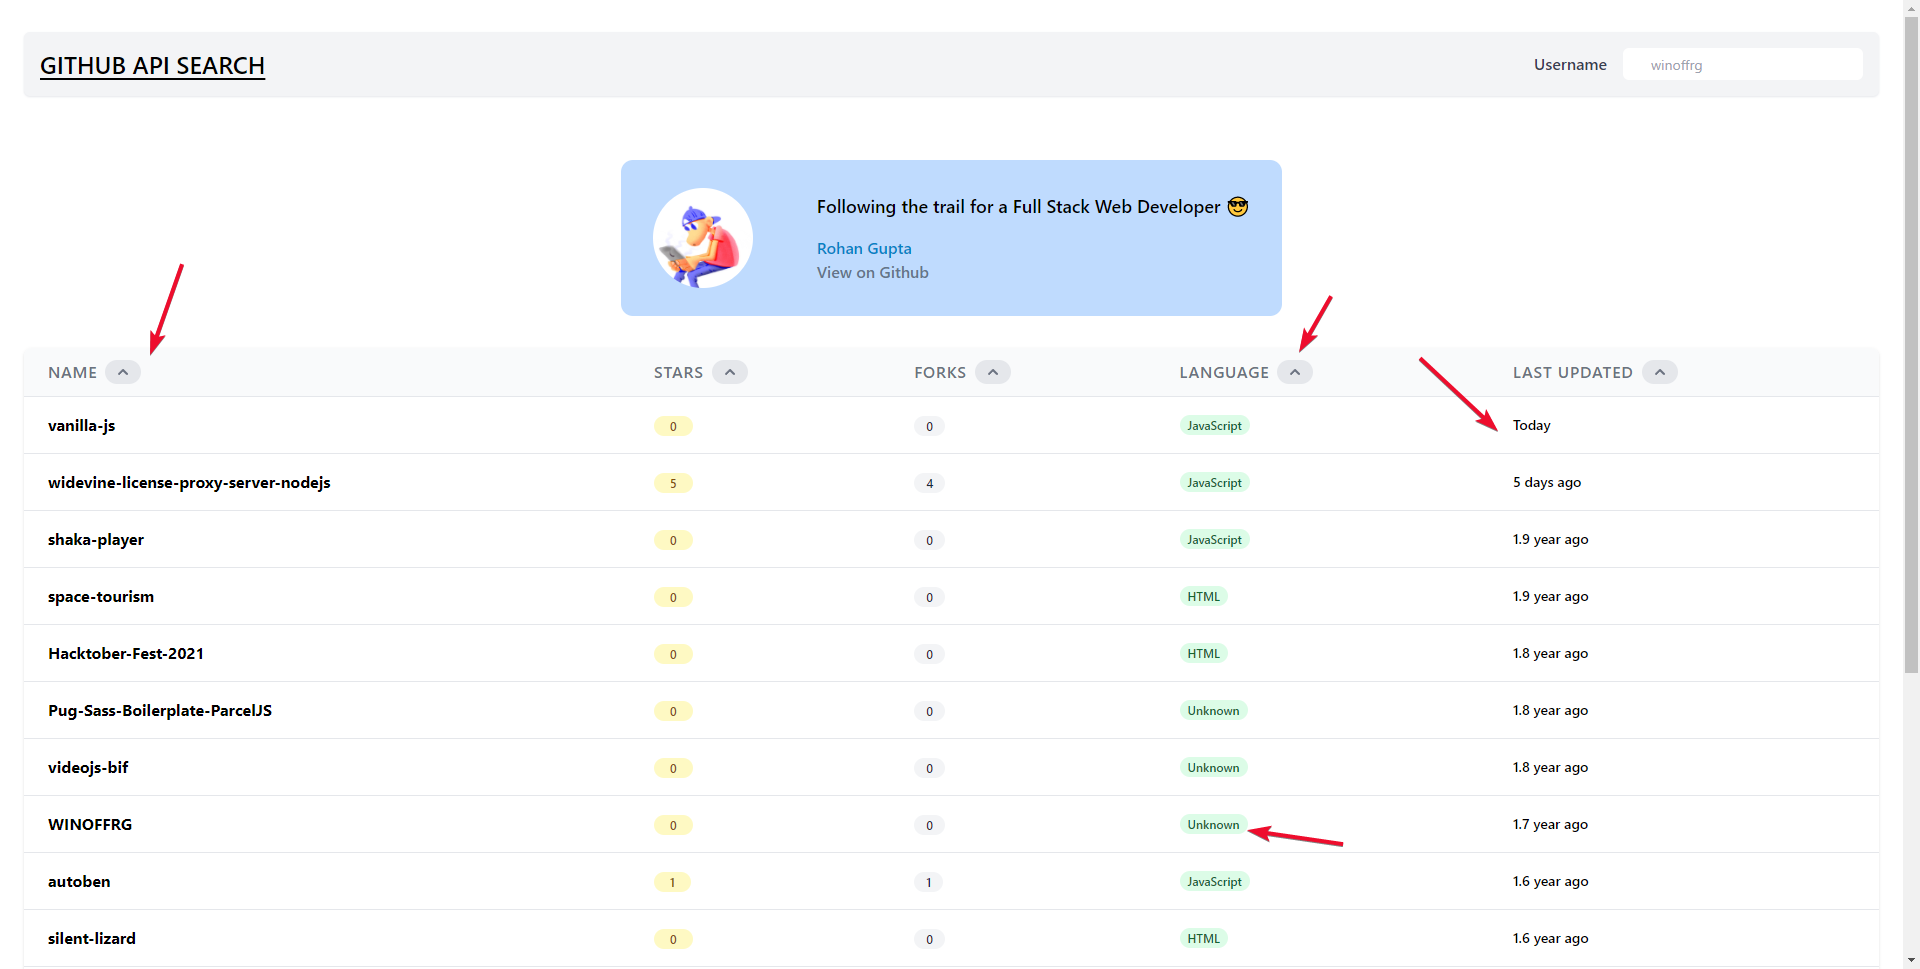 GITHUB API SEARCH
Username
winoffrg
Following the trail for a Full Stack Web Developer 😎
Rohan Gupta
View on Github
NAME STARS FORKS LANGUAGE LAST UPDATED
vanilla-js 0 0 JavaScript Today
widevine-license-proxy-server-nodejs 5 4 JavaScript 5 days ago
shaka-player 0 0 JavaScript 1.9 year ago
space-tourism 0 0 HTML 1.9 year ago
Hacktober-Fest-2021 0 0 HTML 1.8 year ago
Pug-Sass-Boilerplate-ParcelJS 0 0 Unknown 1.8 year ago
videojs-bif 0 0 Unknown 1.8 year ago
WINOFFRG 0 0 Unknown 1.7 year ago
autoben 1 1 JavaScript 1.6 year ago
silent-lizard 0 0 HTML 1.6 year ago